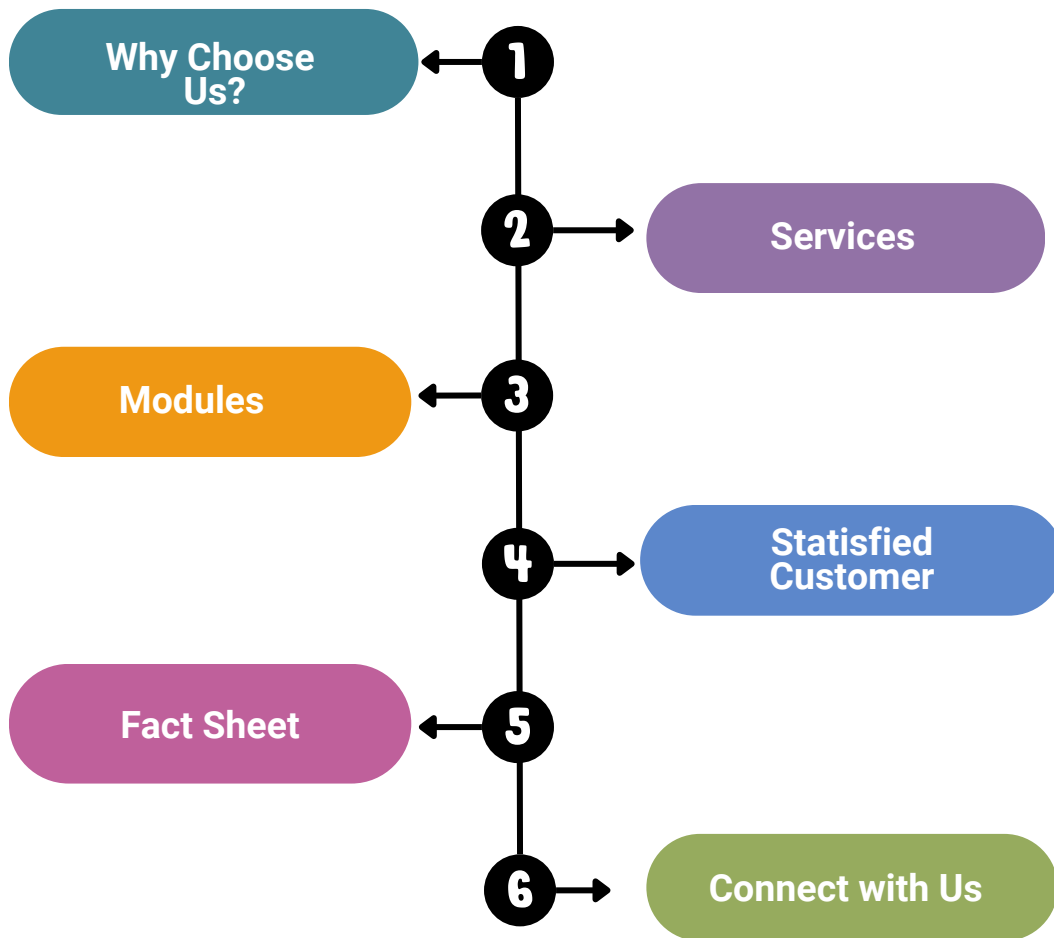 Why Choose
Us?
1
2
Services
Modules
3
4
Statisfied
Customer
Fact Sheet
5
6
Connect with Us